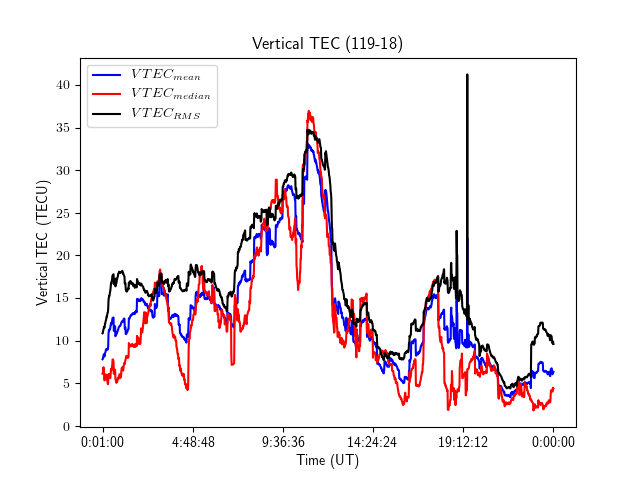 Vertical TEC (119-18)
VTEC_mean
VTEC_median
VTEC_RMS
Vertical TEC (TECU)
40
35
30
25
20
15
10
5
0
0:01:00 4:48:48 9:36:36 14:24:24 19:12:12 0:00:00
Time (UT)